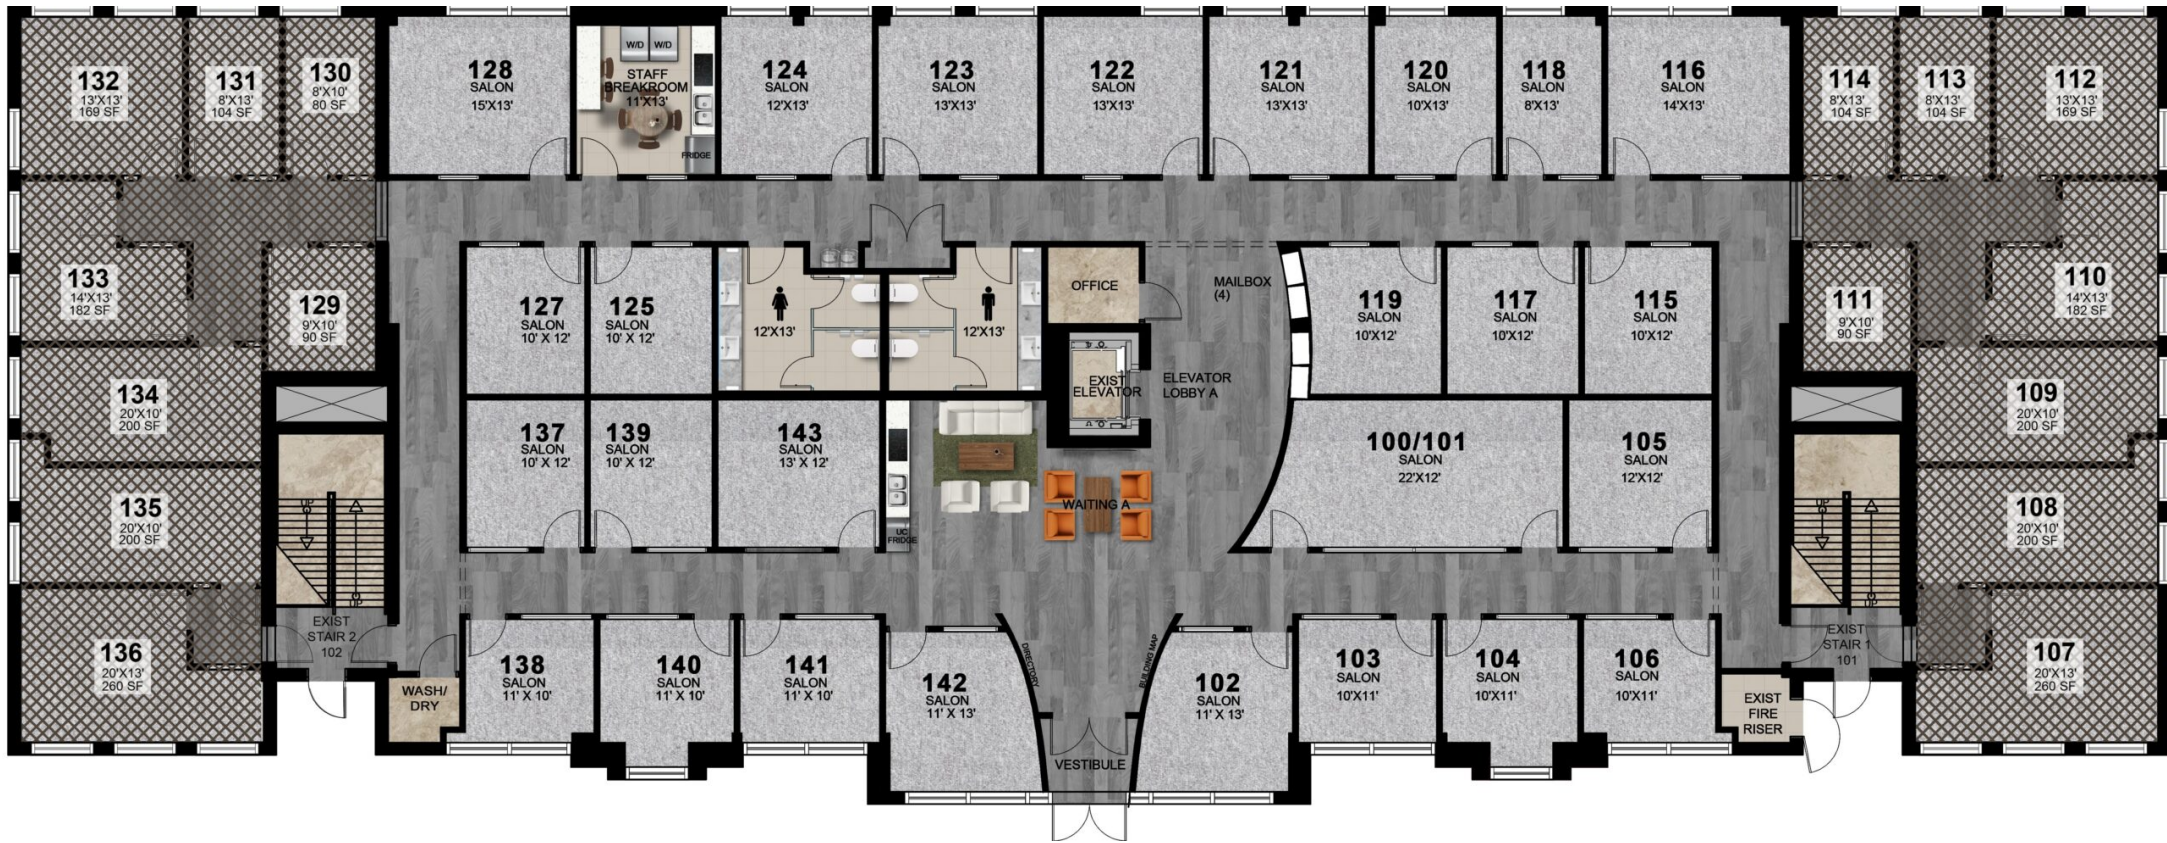 132
13'X13'
169 SF
131
8'X13'
104 SF
130
8'X10'
80 SF
128
SALON
15'X13'
W/D
W/D
STAFF
BREAKROOM
11'X13'
FRIDGE
124
SALON
12'X13'
123
SALON
13'X13'
122
SALON
13'X13'
121
SALON
13'X13'
120
SALON
10'X13'
118
SALON
8'X13'
116
SALON
14'X13'
114
8'X13'
104 SF
113
8'X13'
104 SF
112
13'X13'
169 SF
133
14'X13'
182 SF
129
9'X10'
90 SF
127
SALON
10' X 12'
125
SALON
10' X 12'
12'X13'
12'X13'
OFFICE
MAILBOX
(4)
119
SALON
10'X12'
117
SALON
10'X12'
115
SALON
10'X12'
111
9'X10'
90 SF
110
14'X13'
182 SF
134
20'X10'
200 SF
EXIST
ELEVATOR
ELEVATOR
LOBBY A
109
20'X10'
200 SF
137
SALON
10' X 12'
139
SALON
10' X 12'
143
SALON
13' X 12'
UC
FRIDGE
WAITING A
100/101
SALON
22'X12'
105
SALON
12'X12'
135
20'X10'
200 SF
UP
UP
UP
UP
108
20'X10'
200 SF
136
20'X13'
260 SF
EXIST
STAIR 2
102
WASH/
DRY
138
SALON
11' X 10'
140
SALON
11' X 10'
141
SALON
11' X 10'
142
SALON
11' X 13'
DIRECTORY
VESTIBULE
BUILDING MAP
102
SALON
11' X 13'
103
SALON
10'X11'
104
SALON
10'X11'
106
SALON
10'X11'
EXIST
FIRE
RISER
EXIST
STAIR 1
101
107
20'X13'
260 SF